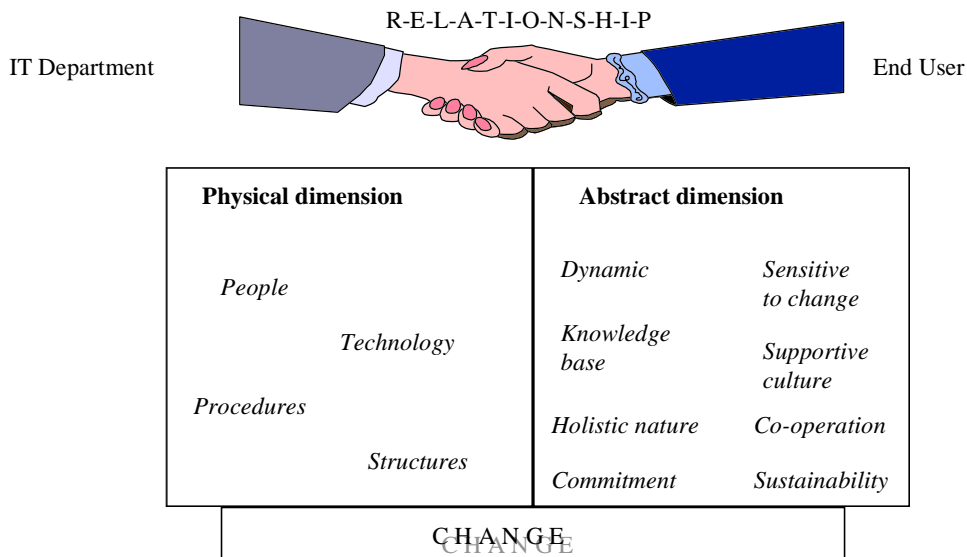 R-E-L-A-T-I-O-N-S-H-I-P
IT Department
End User
Physical dimension
People
Technology
Procedures
Structures
Abstract dimension
Dynamic
Sensitive
to change
Knowledge
base
Supportive
culture
Holistic nature
Co-operation
Commitment
Sustainability
C H A N G E
C H A N G E